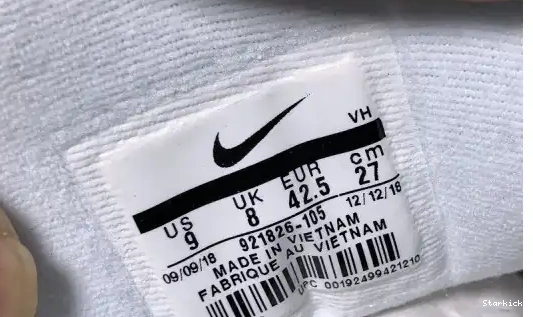 VH
US UK EUR cm
9 8 42.5 27
09/09/18 921826-105 12/12/18
MADE IN VIETNAM
FABRIQUE AU VIETNAM
UPC 00192499421210
Starkick